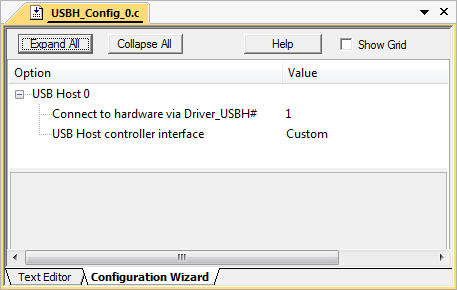 USBH_Config_0.c
Expand All Collapse All Help Show Grid
Option Value
USB Host 0
Connect to hardware via Driver_USBH# 1
USB Host controller interface Custom
Text Editor Configuration Wizard